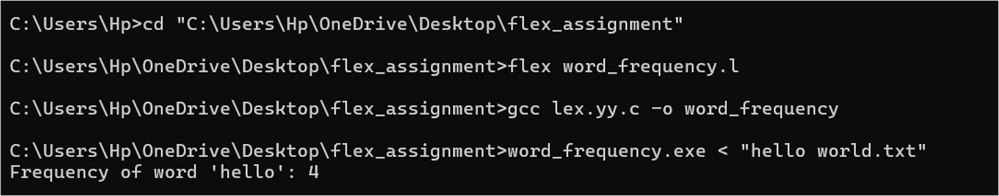 C:\Users\Hp>cd "C:\Users\Hp\OneDrive\Desktop\flex_assignment"
C:\Users\Hp\OneDrive\Desktop\flex_assignment>flex word_frequency.l
C:\Users\Hp\OneDrive\Desktop\flex_assignment>gcc lex.yy.c -o word_frequency
C:\Users\Hp\OneDrive\Desktop\flex_assignment>word_frequency.exe < "hello world.txt"
Frequency of word 'hello': 4